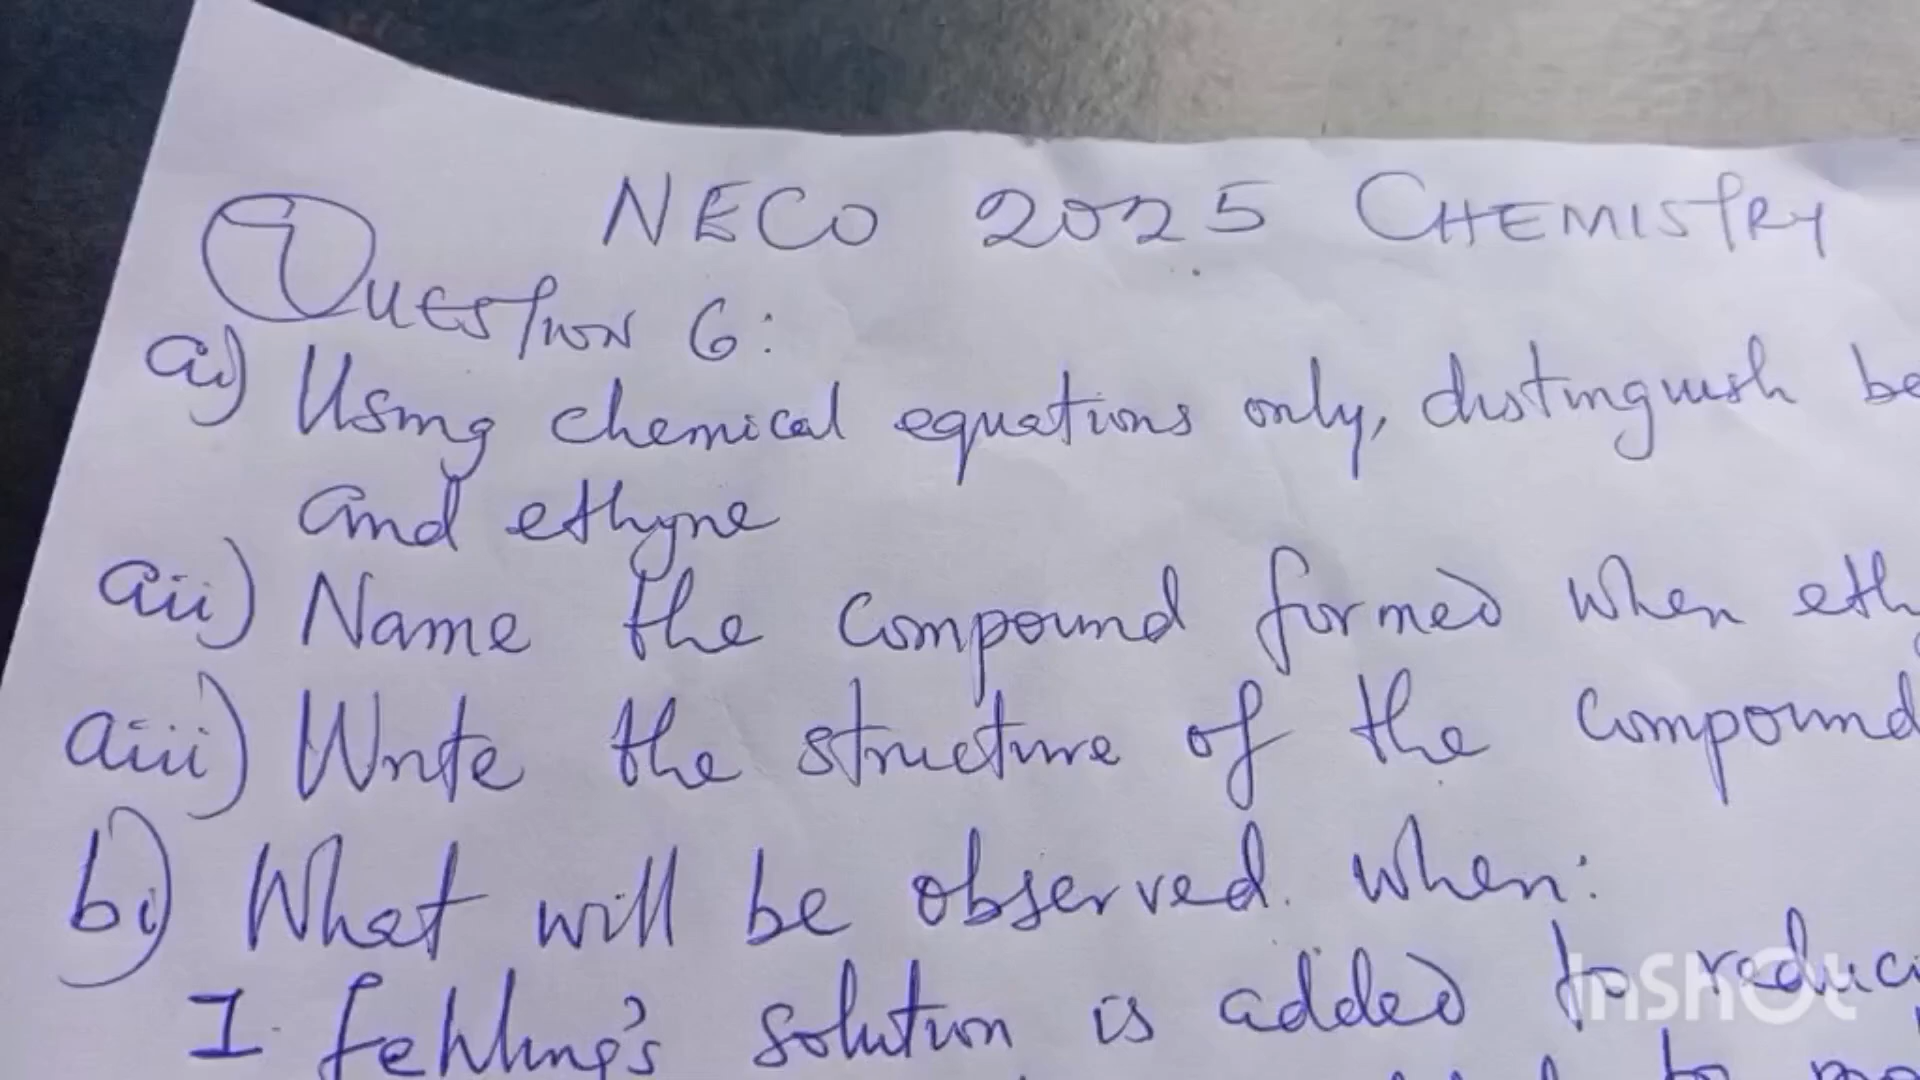 NECO 2025 CHEMISTRY
QUESTION 6:
ai) Using chemical equations only, distinguish be
and ethyne
aii) Name the compound formed when eth
aiii) Write the structure of the compound
bi) What will be observed when:
I. Fehling's solution is added to reduci
InShOt